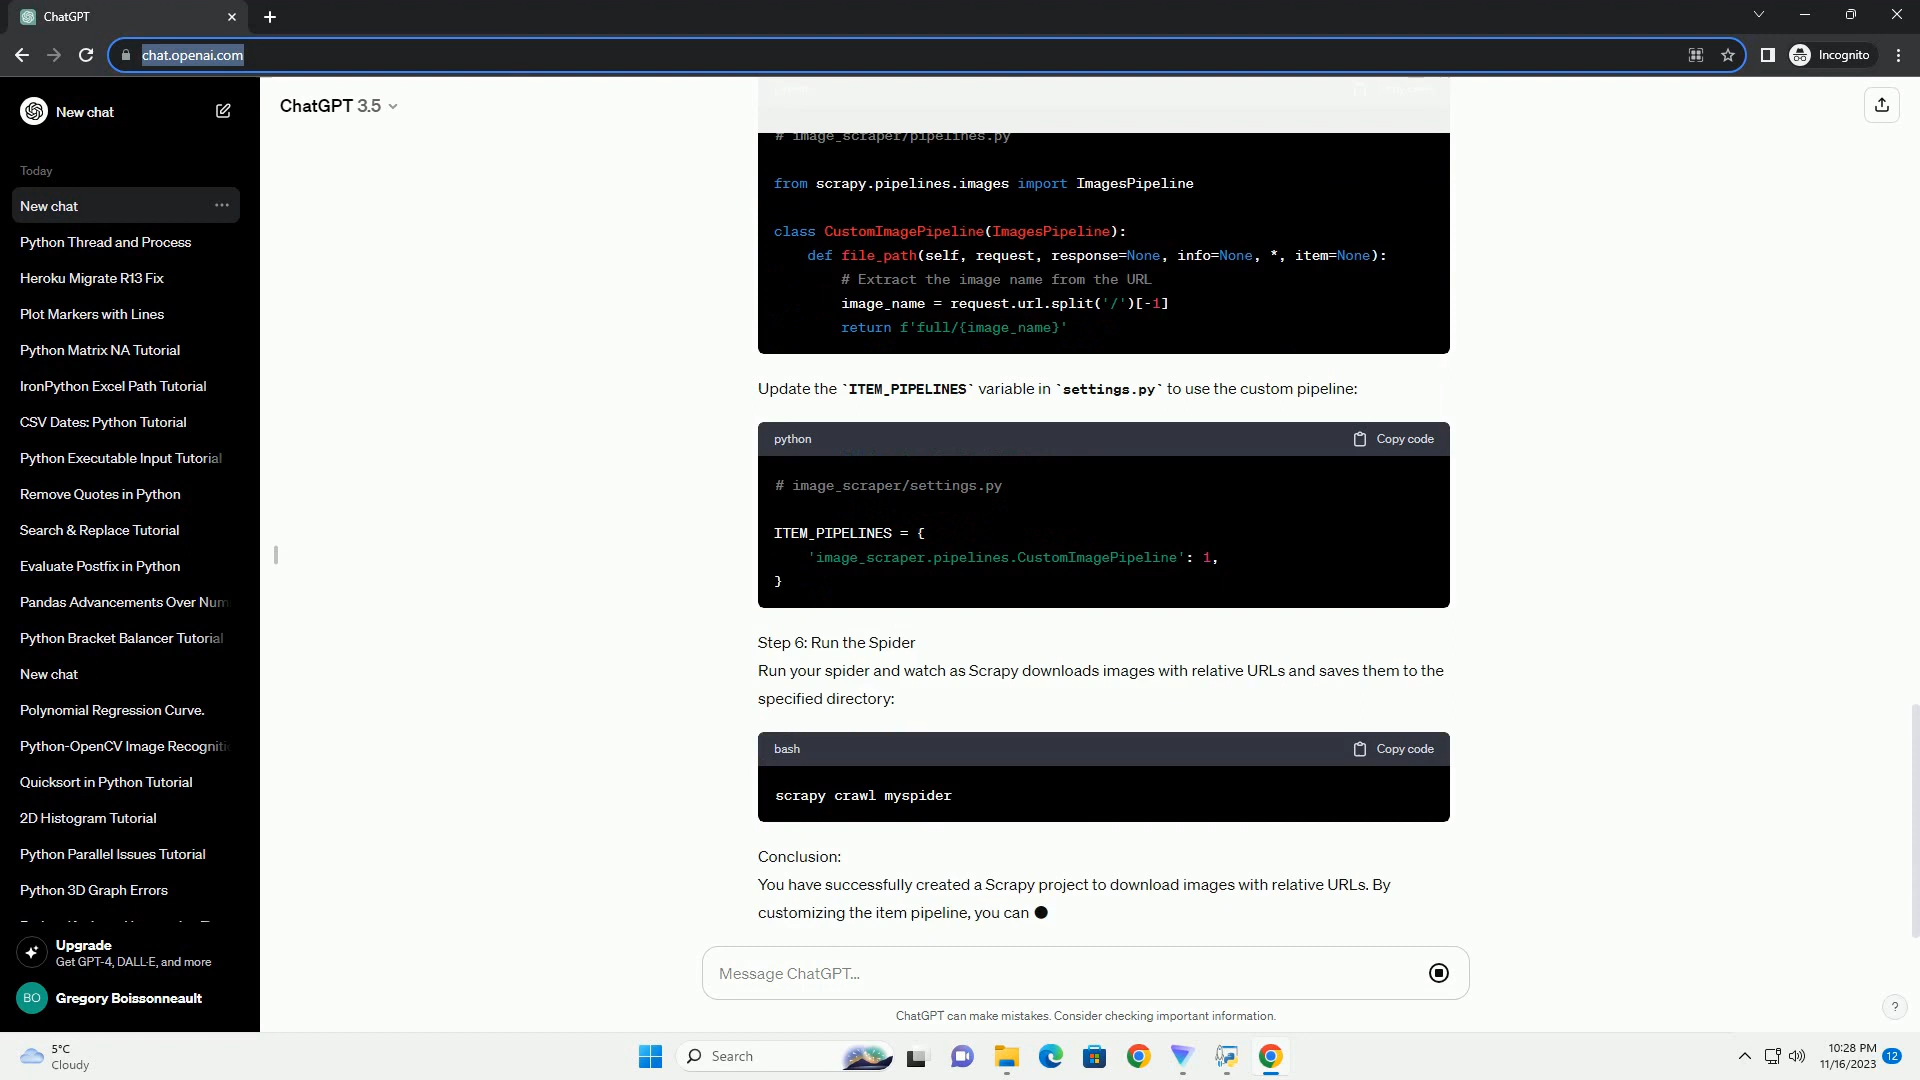 ChatGPT
chat.openai.com
Incognito
New chat
Today
New chat
Python Thread and Process
Heroku Migrate R13 Fix
Plot Markers with Lines
Python Matrix NA Tutorial
IronPython Excel Path Tutorial
CSV Dates: Python Tutorial
Python Executable Input Tutorial
Remove Quotes in Python
Search & Replace Tutorial
Evaluate Postfix in Python
Pandas Advancements Over Num
Python Bracket Balancer Tutorial
New chat
Polynomial Regression Curve.
Python-OpenCV Image Recogniti
Quicksort in Python Tutorial
2D Histogram Tutorial
Python Parallel Issues Tutorial
Python 3D Graph Errors
Upgrade
Get GPT-4, DALL·E, and more
BO Gregory Boissonneault
ChatGPT 3.5
# image_scraper/pipelines.py
from scrapy.pipelines.images import ImagesPipeline
class CustomImagePipeline(ImagesPipeline):
def file_path(self, request, response=None, info=None, *, item=None):
# Extract the image name from the URL
image_name = request.url.split('/')[-1]
return f'full/{image_name}'
Update the `ITEM_PIPELINES` variable in `settings.py` to use the custom pipeline:
python Copy code
# image_scraper/settings.py
ITEM_PIPELINES = {
'image_scraper.pipelines.CustomImagePipeline': 1,
}
Step 6: Run the Spider
Run your spider and watch as Scrapy downloads images with relative URLs and saves them to the
specified directory:
bash Copy code
scrapy crawl myspider
Conclusion:
You have successfully created a Scrapy project to download images with relative URLs. By
customizing the item pipeline, you can
Message ChatGPT...
ChatGPT can make mistakes. Consider checking important information.
?
5°C
Cloudy
Search
10:28 PM
11/16/2023
12